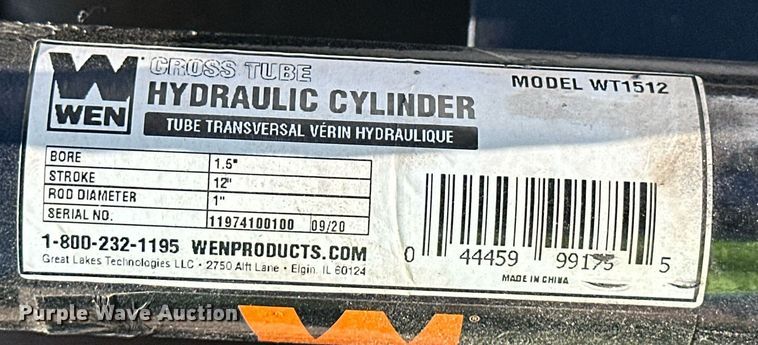 WEN
CROSS TUBE
HYDRAULIC CYLINDER
TUBE TRANSVERSAL VÉRIN HYDRAULIQUE
MODEL WT1512
BORE 1.5"
STROKE 12"
ROD DIAMETER 1"
SERIAL NO. 11974100100 09/20
1-800-232-1195 WENPRODUCTS.COM
Great Lakes Technologies LLC • 2750 Alft Lane • Elgin, IL 60124
0 44459 99175 5
MADE IN CHINA
Purple Wave Auction